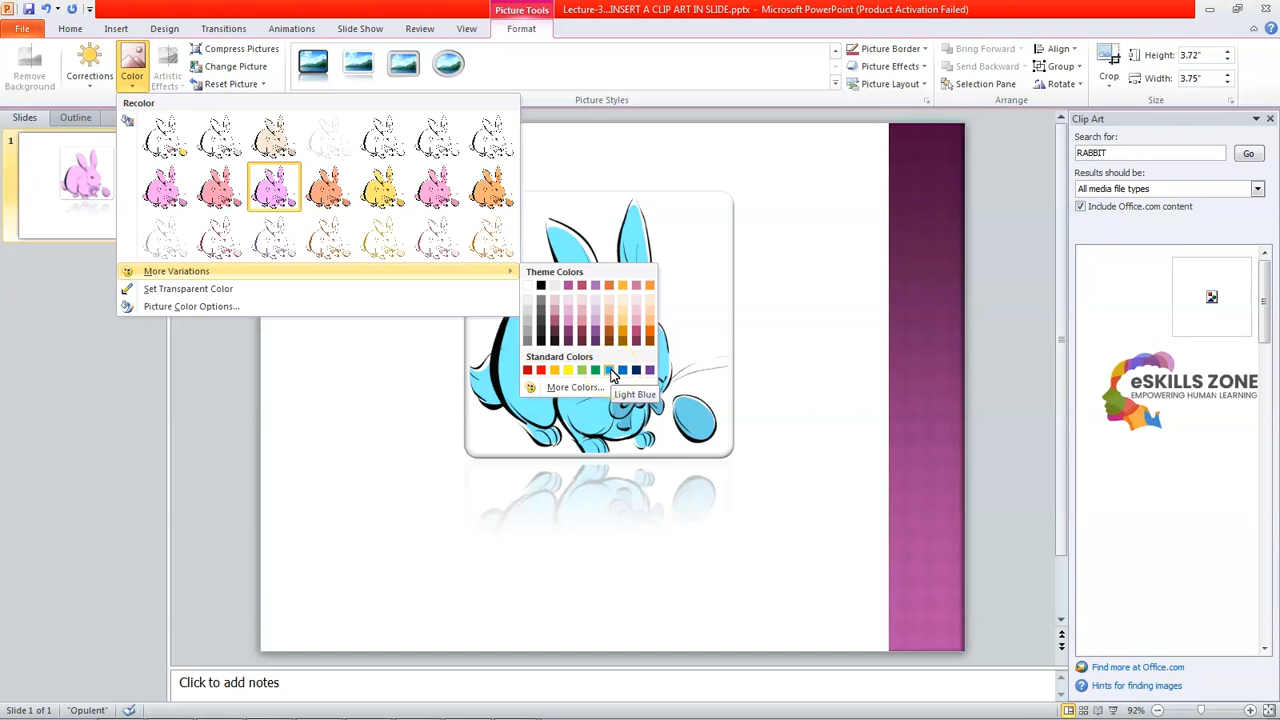 Picture Tools
Lecture-3...INSERT A CLIP ART IN SLIDE.pptx - Microsoft PowerPoint (Product Activation Failed)
File Home Insert Design Transitions Animations Slide Show Review View Format
Remove Background
Corrections
Color
Artistic Effects
Compress Pictures
Change Picture
Reset Picture
Picture Border
Picture Effects
Picture Layout
Bring Forward
Send Backward
Selection Pane
Align
Group
Rotate
Crop
Height: 3.72"
Width: 3.75"
Picture Styles
Arrange
Size
Slides Outline
1
Recolor
More Variations
Set Transparent Color
Picture Color Options...
Theme Colors
Standard Colors
More Colors...
Light Blue
Clip Art
Search for:
RABBIT
Go
Results should be:
All media file types
Include Office.com content
eSKILLS ZONE
EMPOWERING HUMAN LEARNING
Find more at Office.com
Hints for finding images
Click to add notes
Slide 1 of 1
"Opulent"
92%